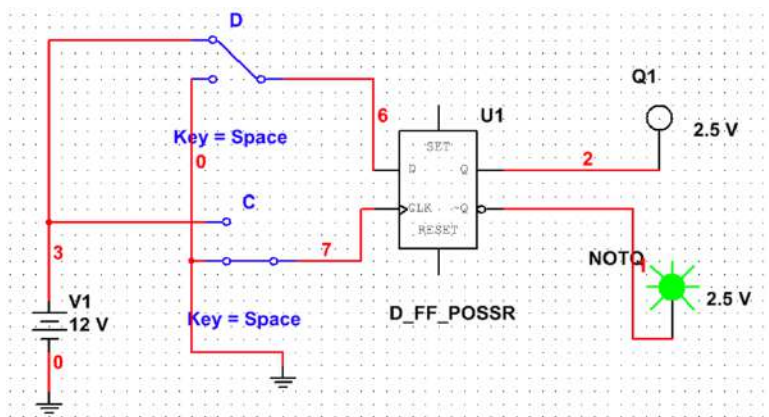 D
Q1
6
U1
2.5 V
SET
Key = Space
D
Q
2
0
C
CLK
~Q
3
7
RESET
NOTQ
V1
12 V
2.5 V
Key = Space
D_FF_POSSR
0